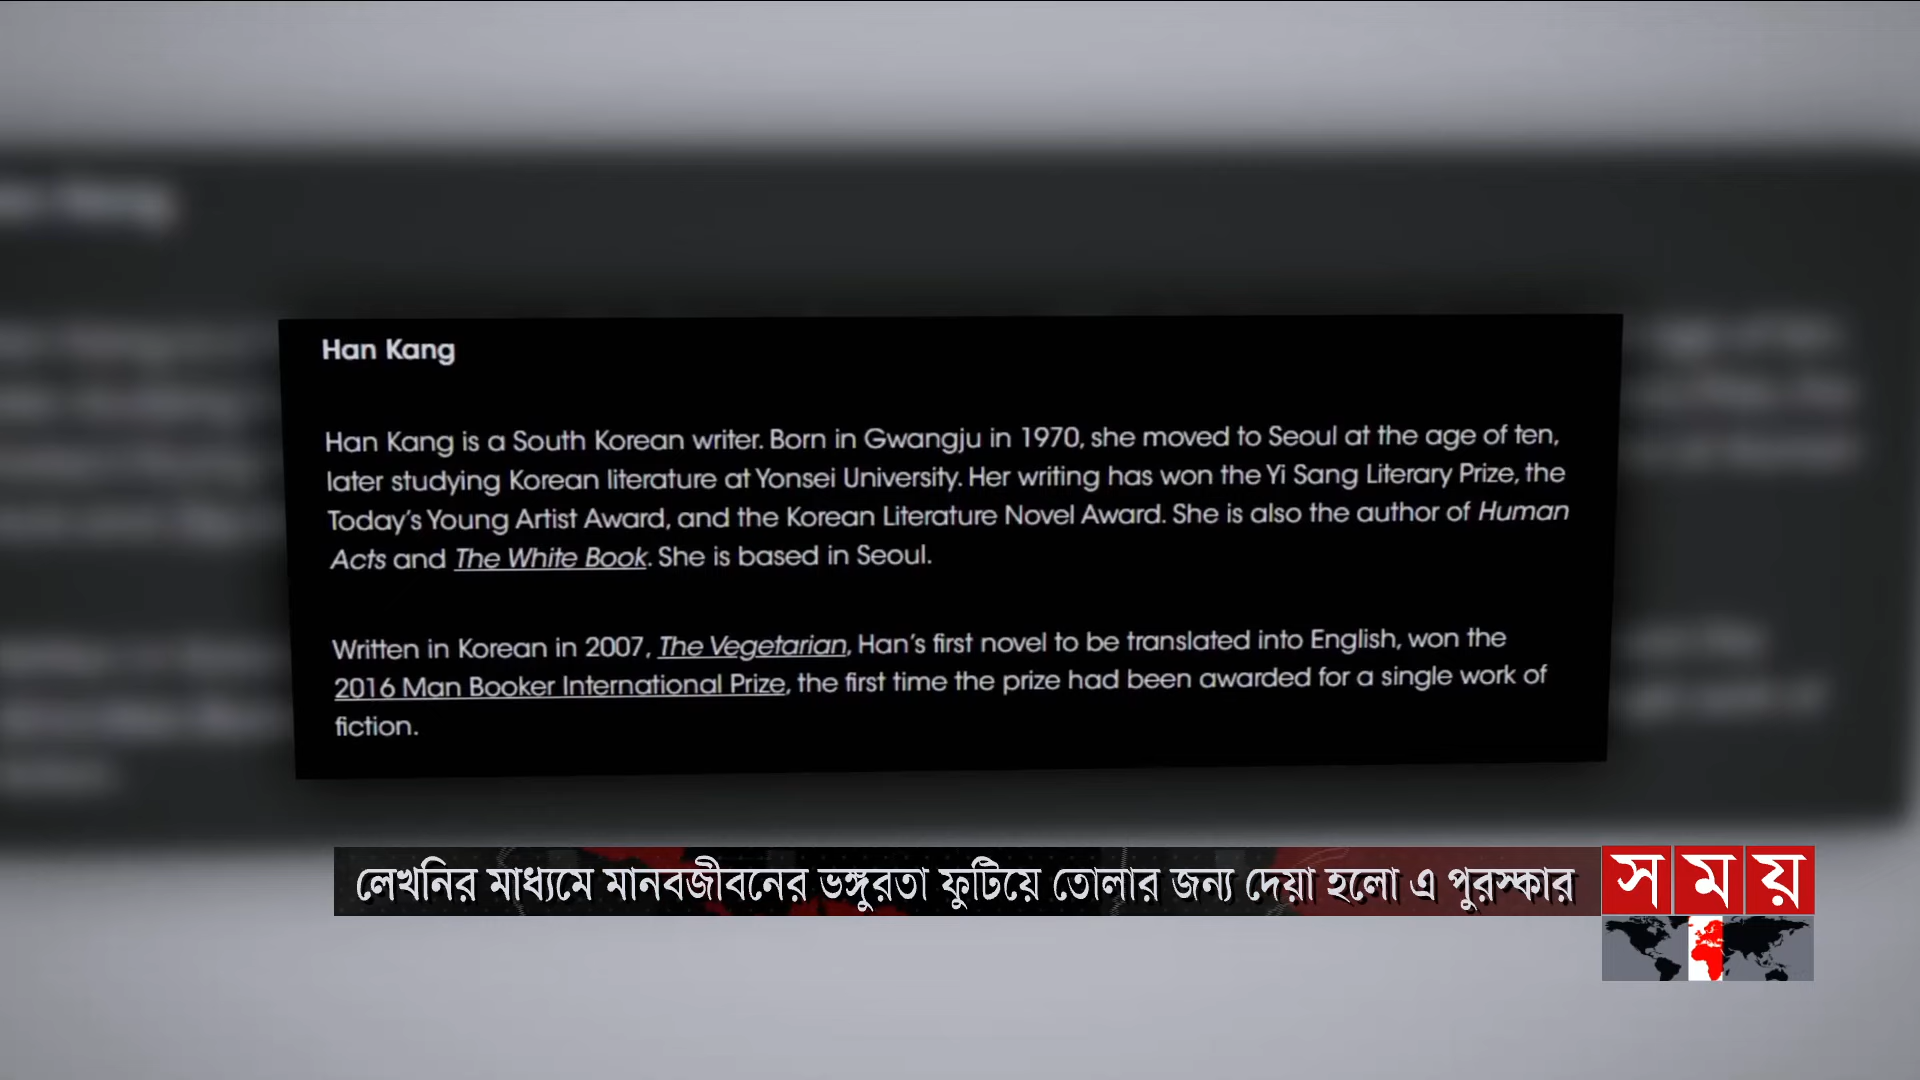 Han Kang
Han Kang is a South Korean writer. Born in Gwangju in 1970, she moved to Seoul at the age of ten,
later studying Korean literature at Yonsei University. Her writing has won the Yi Sang Literary Prize, the
Today's Young Artist Award, and the Korean Literature Novel Award. She is also the author of Human
Acts and The White Book. She is based in Seoul.
Written in Korean in 2007, The Vegetarian, Han's first novel to be translated into English, won the
2016 Man Booker International Prize, the first time the prize had been awarded for a single work of
fiction.
লেখনির মাধ্যমে মানবজীবনের ভঙ্গুরতা ফুটিয়ে তোলার জন্য দেয়া হলো এ পুরস্কার
সময়